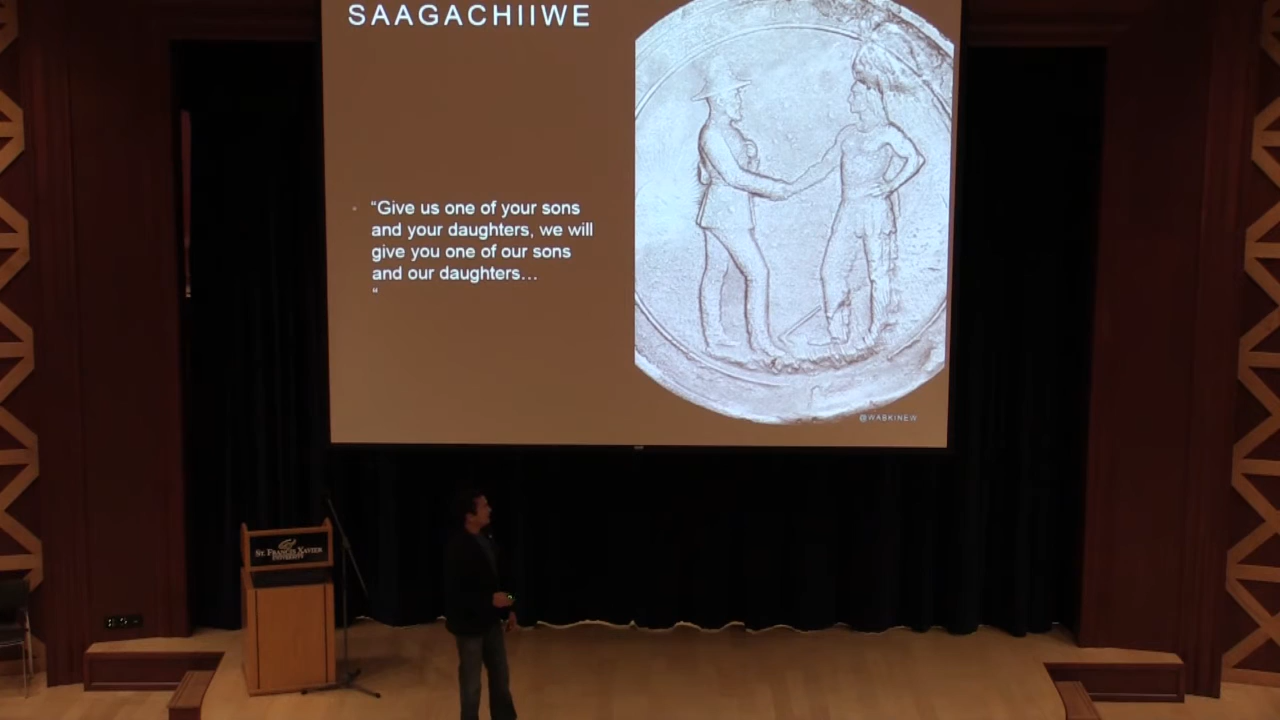 SAAGACHIIWE
“Give us one of your sons
and your daughters, we will
give you one of our sons
and our daughters…
“
@WABKINEW
ST. FRANCIS XAVIER
UNIVERSITY